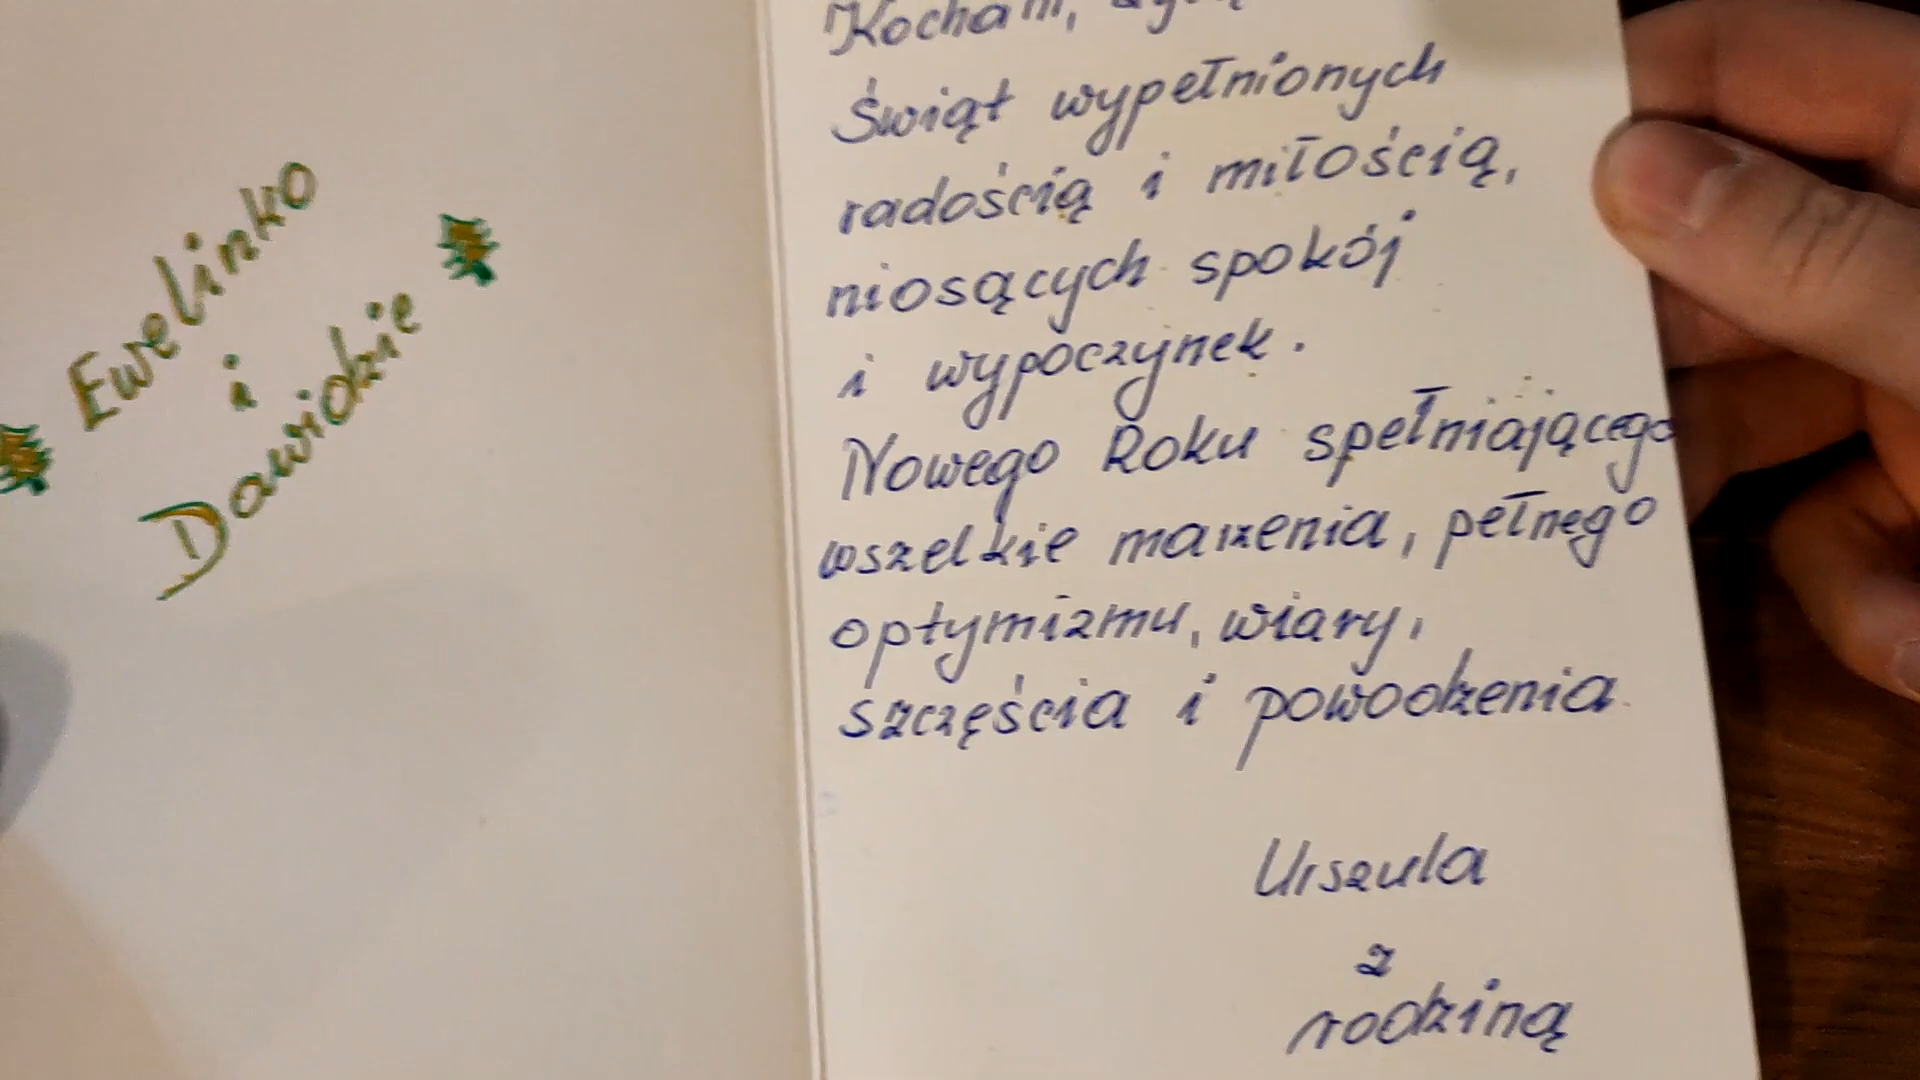 Ewelinko
i
Dawidzie
Kochani,
Świąt wypełnionych
radością i miłością,
niosących spokój
i wypoczynek.
Nowego Roku spełniającego
wszelkie marzenia, pełnego
optymizmu, wiary,
szczęścia i powodzenia.
Urszula
z
rodziną